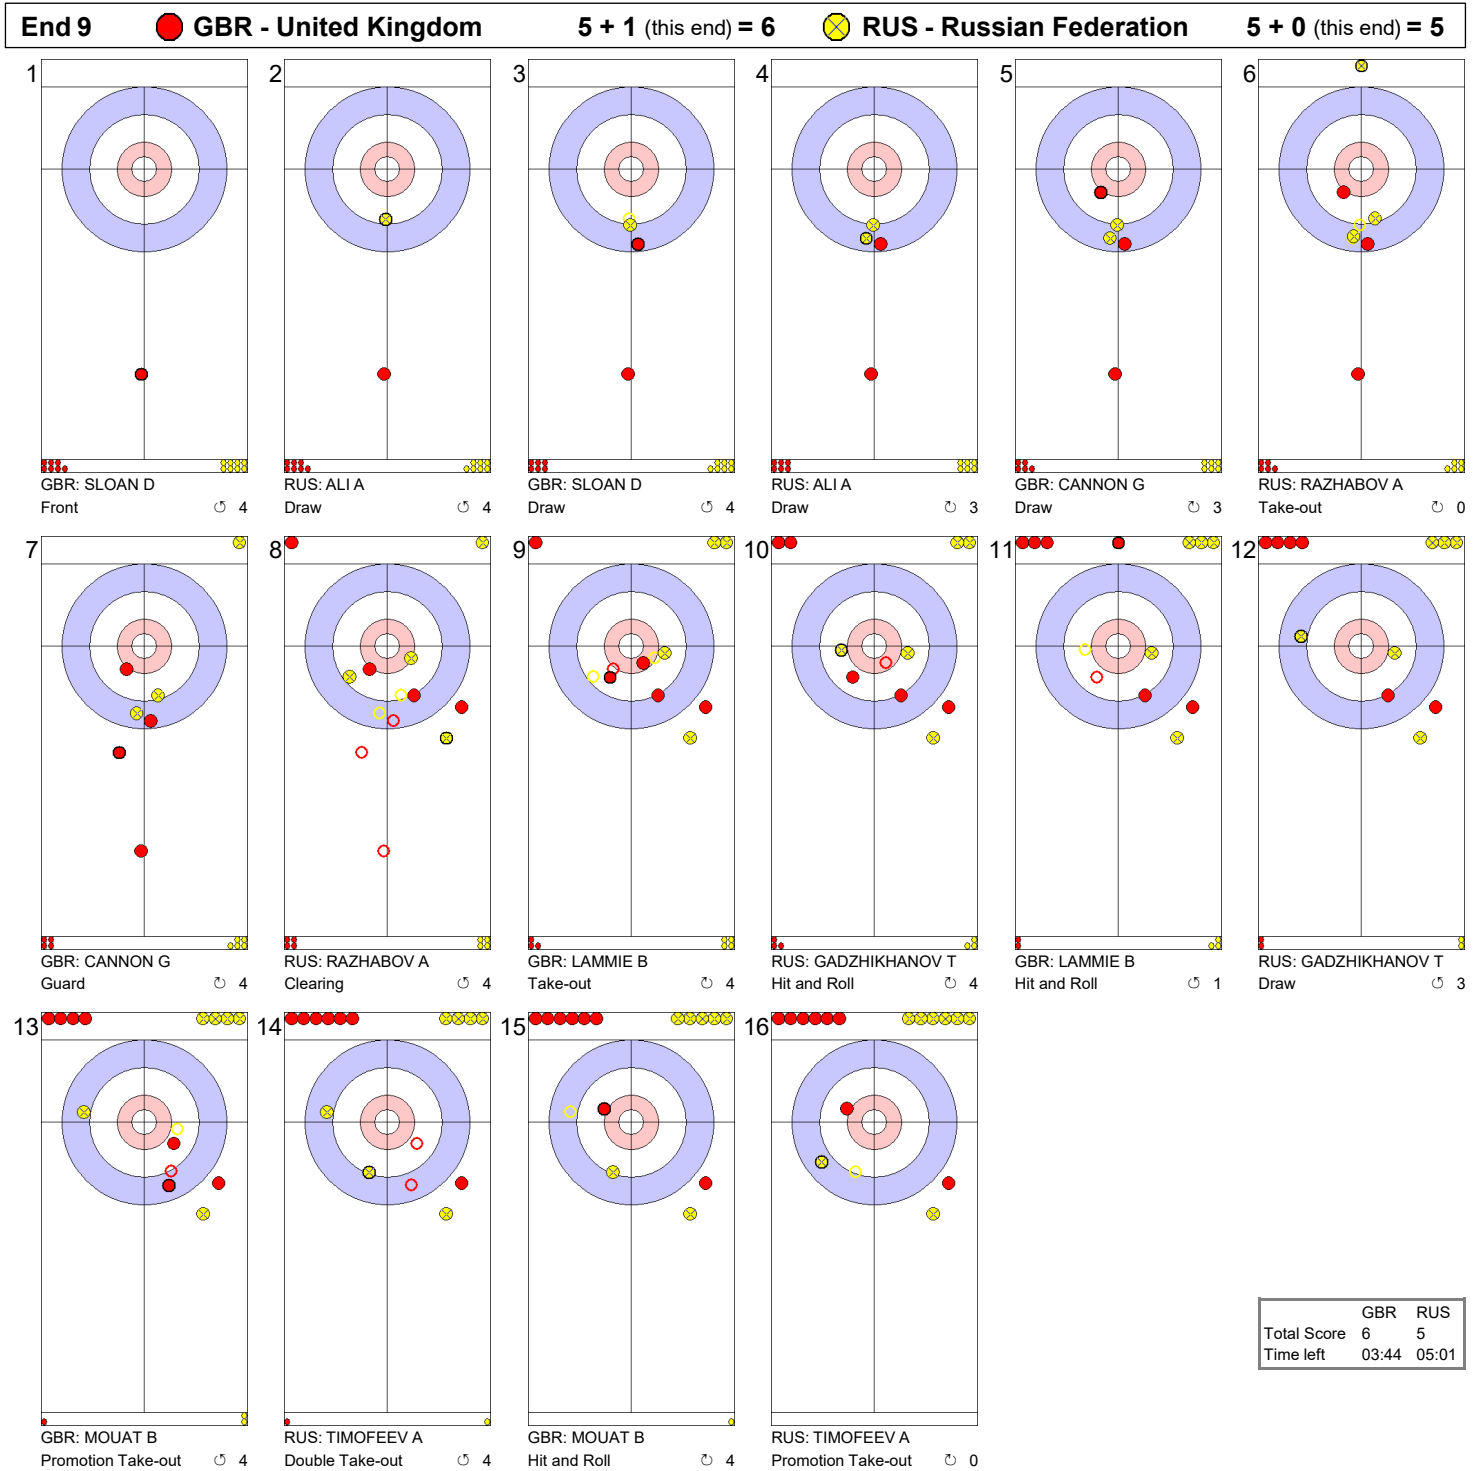 End 9 GBR - United Kingdom 5 + 1 (this end) = 6 RUS - Russian Federation 5 + 0 (this end) = 5
1 2 3 4 5 6
GBR: SLOAN D RUS: ALI A GBR: SLOAN D RUS: ALI A GBR: CANNON G RUS: RAZHABOV A
Front ↺ 4 Draw ↺ 4 Draw ↺ 4 Draw ↻ 3 Draw ↻ 3 Take-out ↻ 0
7 8 9 10 11 12
GBR: CANNON G RUS: RAZHABOV A GBR: LAMMIE B RUS: GADZHIKHANOV T GBR: LAMMIE B RUS: GADZHIKHANOV T
Guard ↻ 4 Clearing ↺ 4 Take-out ↻ 4 Hit and Roll ↻ 4 Hit and Roll ↺ 1 Draw ↺ 3
13 14 15 16
GBR RUS
Total Score 6 5
Time left 03:44 05:01
GBR: MOUAT B RUS: TIMOFEEV A GBR: MOUAT B RUS: TIMOFEEV A
Promotion Take-out ↺ 4 Double Take-out ↺ 4 Hit and Roll ↻ 4 Promotion Take-out ↻ 0